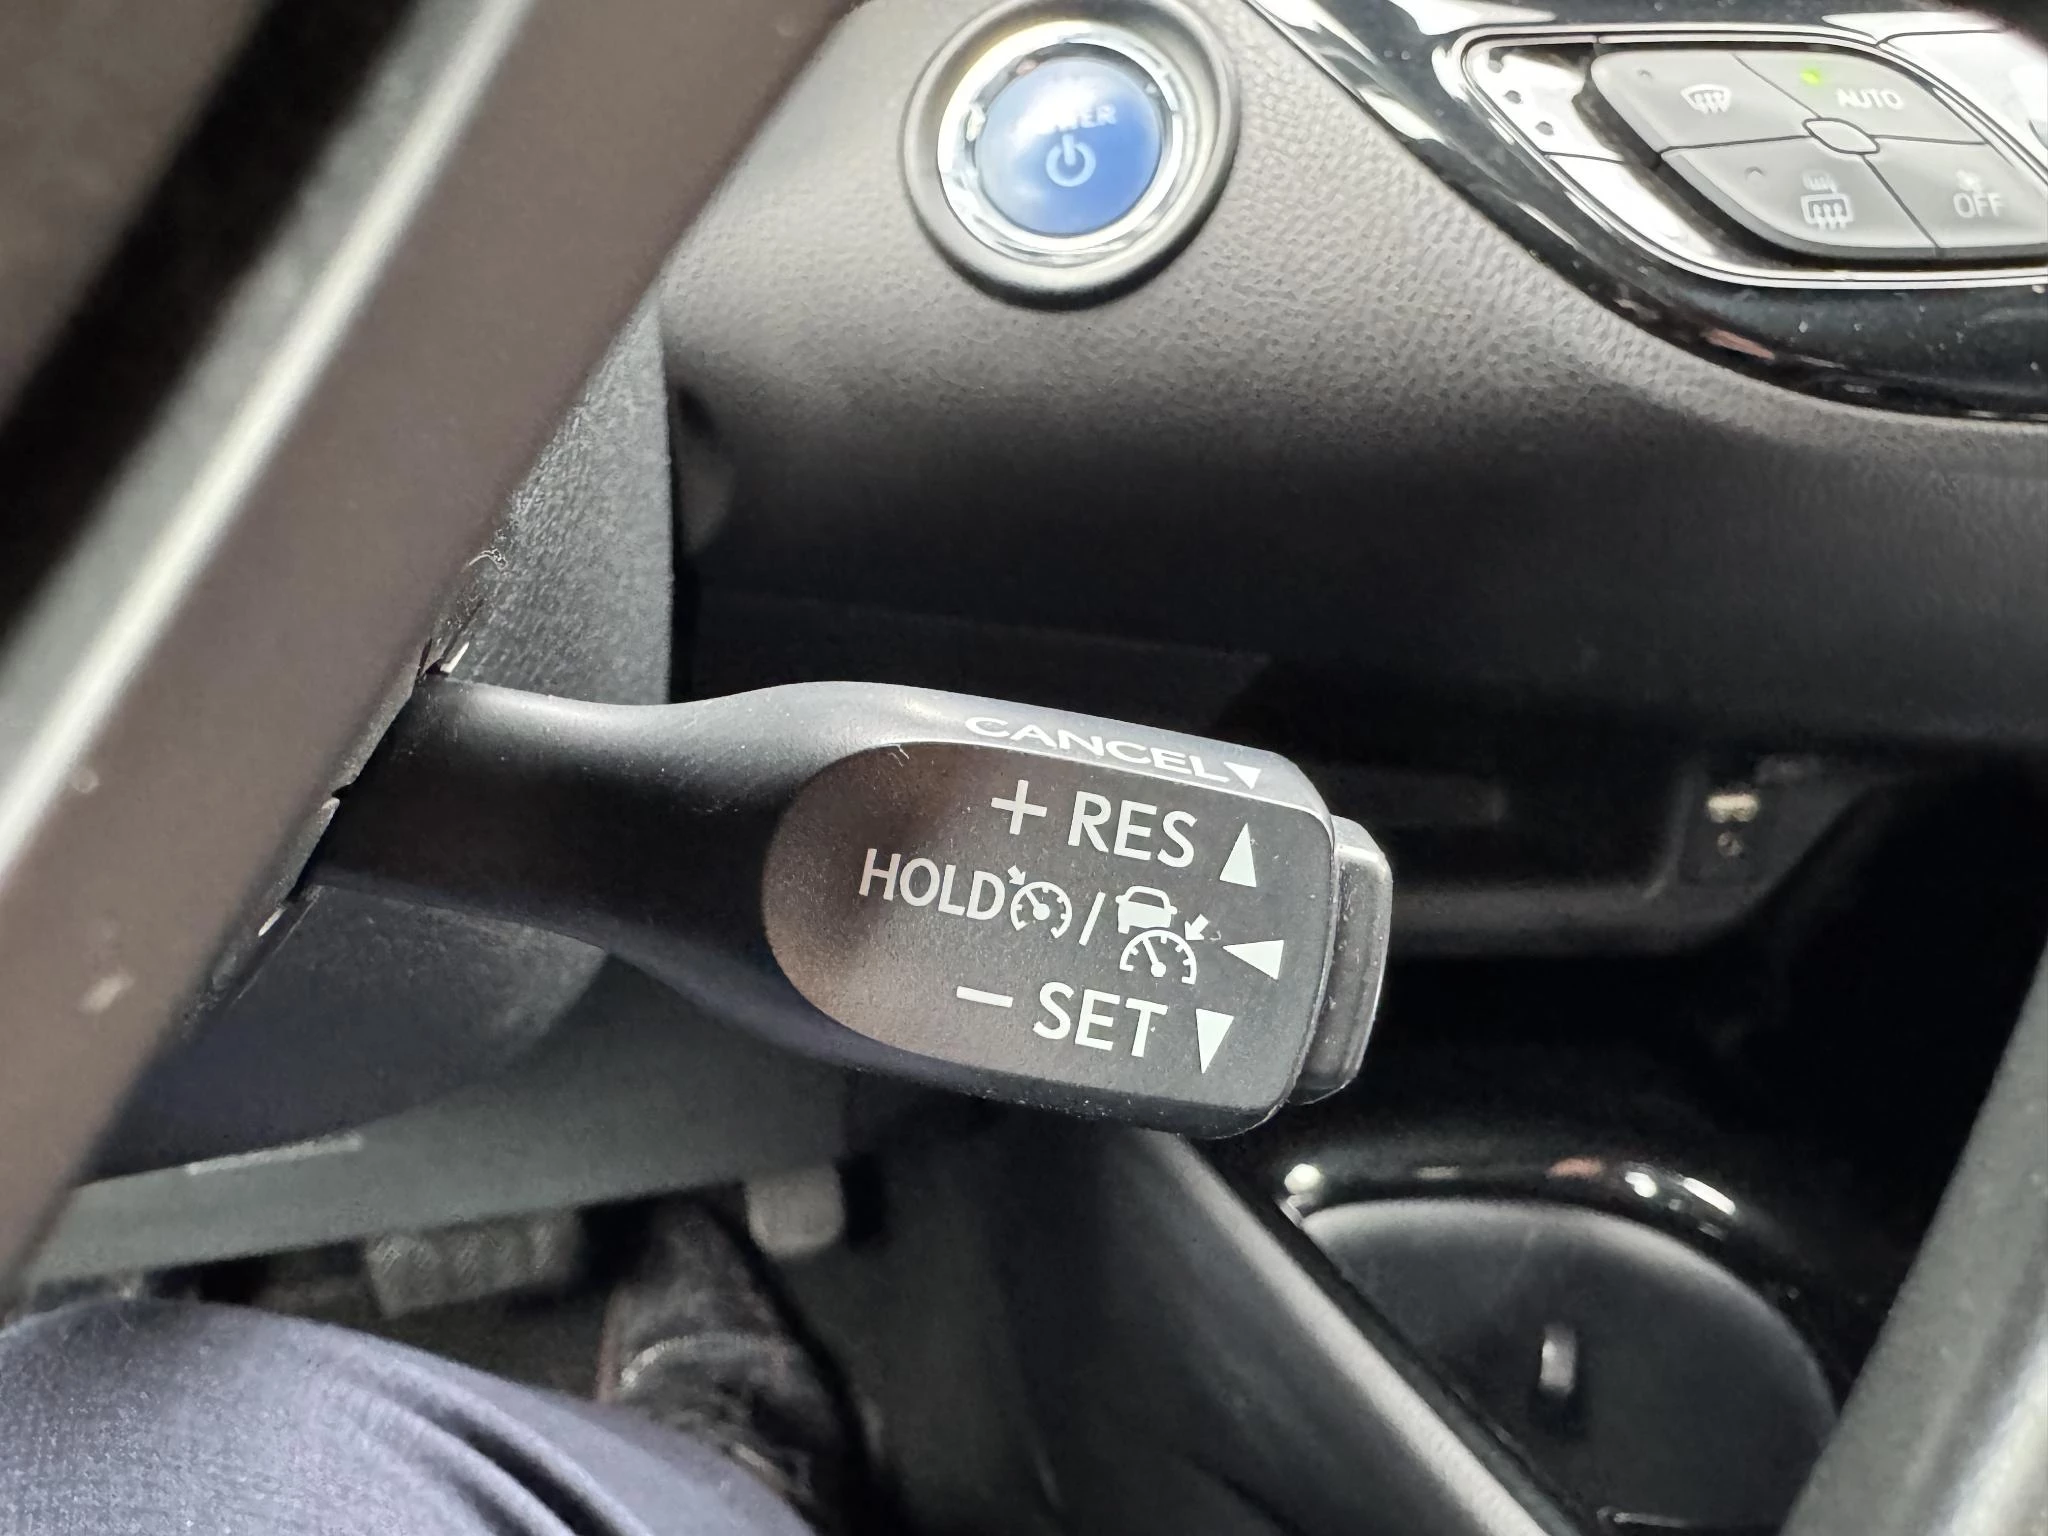 POWER
AUTO
OFF
CANCEL▼
+ RES ▲
HOLD / ◀
− SET ▼